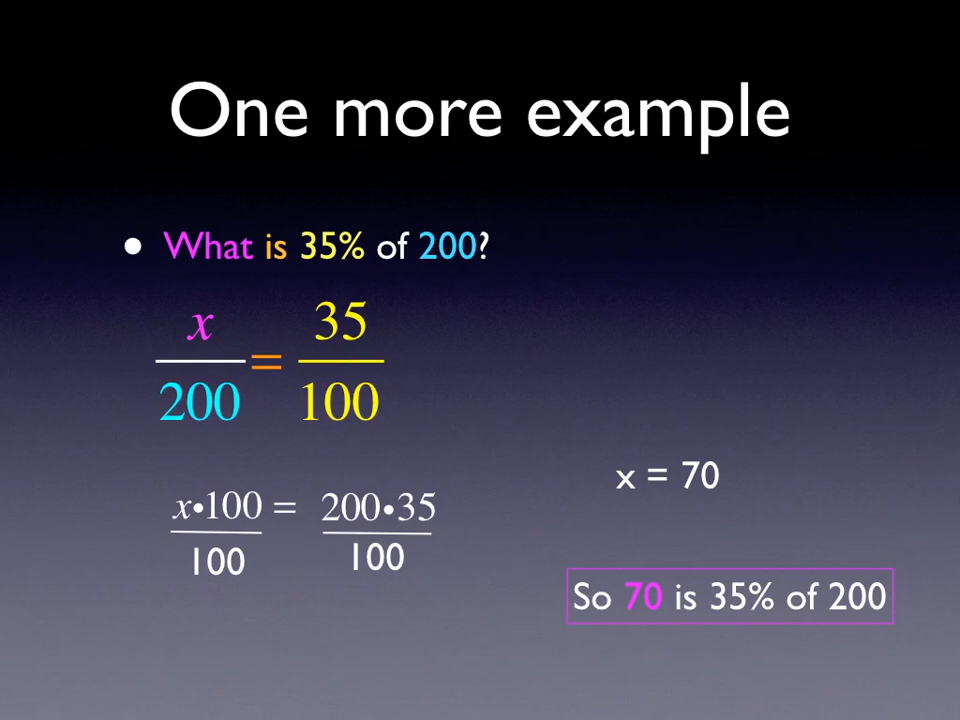 One more example
• What is 35% of 200?
x/200 = 35/100
x•100/100 = 200•35/100
x = 70
So 70 is 35% of 200